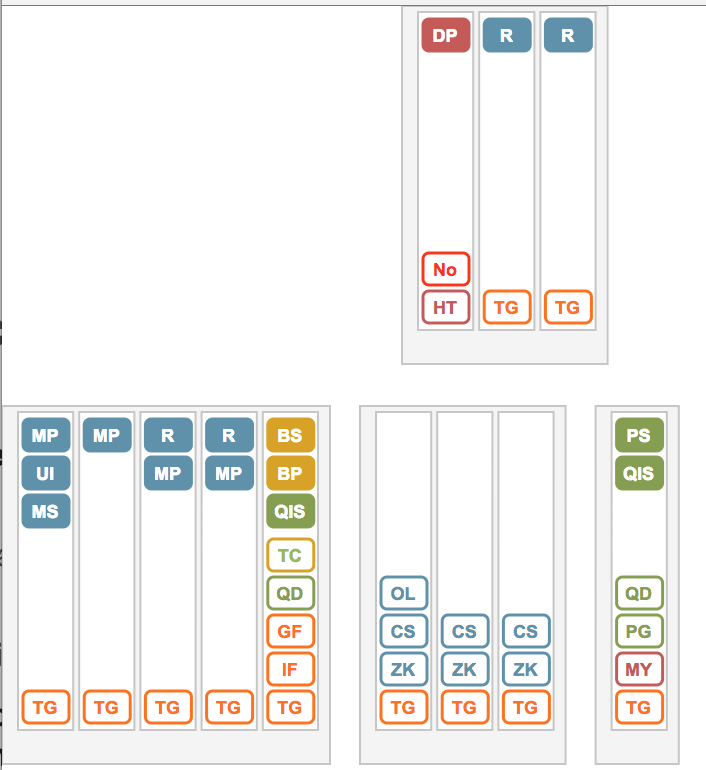 DP R R
No
HT TG TG
MP MP R R BS PS
UI MP MP BP QIS
MS QIS
TC
QD OL QD
GF CS CS CS PG
IF ZK ZK ZK MY
TG TG TG TG TG TG TG TG TG